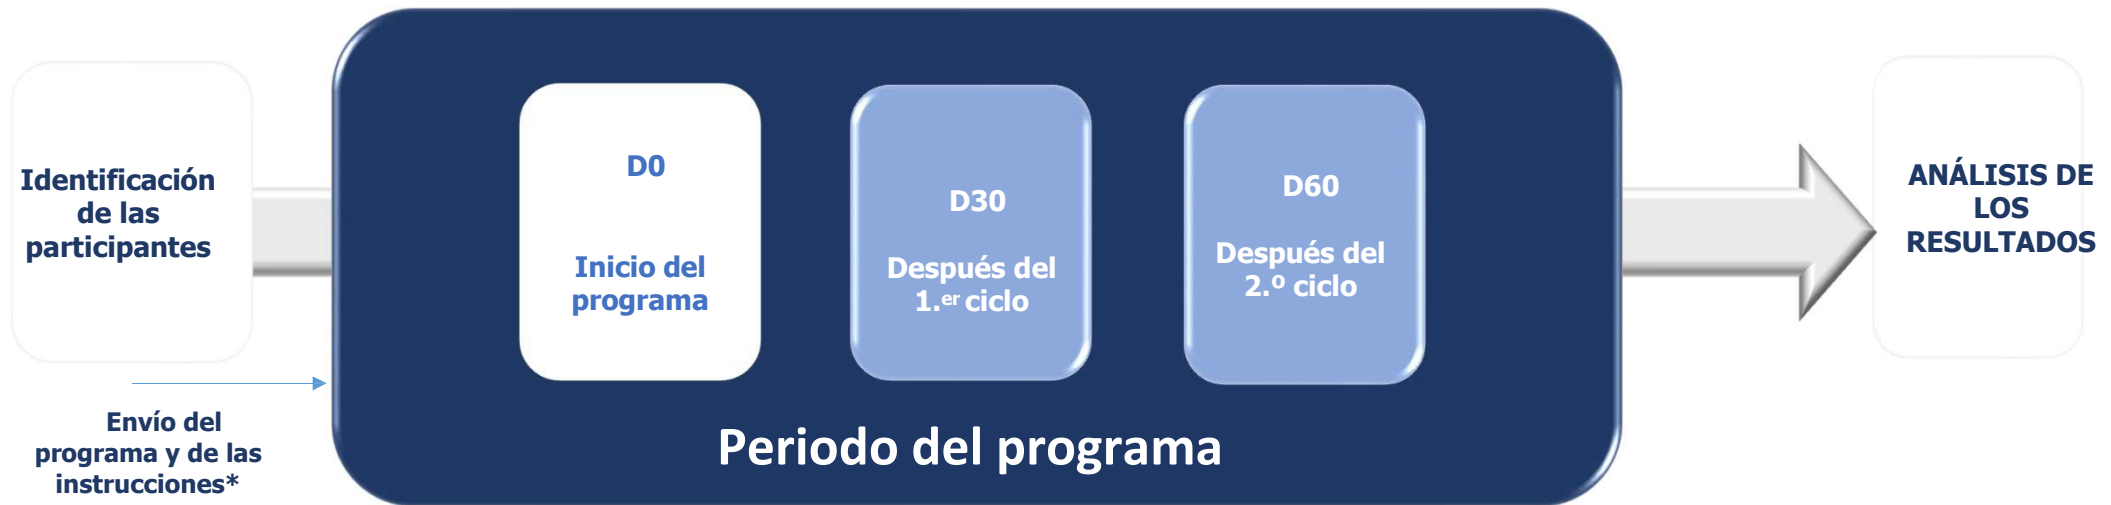 Identificación
de las
participantes
Envío del
programa y de las
instrucciones*
D0
Inicio del
programa
D30
Después del
1.er ciclo
D60
Después del
2.º ciclo
Periodo del programa
ANÁLISIS DE
LOS
RESULTADOS